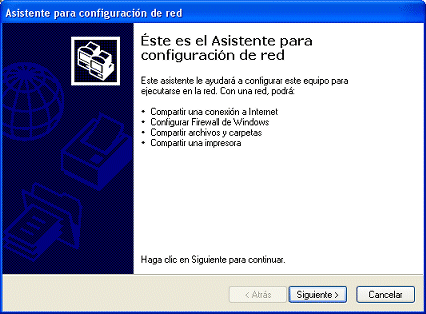 Asistente para configuración de red
Éste es el Asistente para
configuración de red
Este asistente le ayudará a configurar este equipo para
ejecutarse en la red. Con una red, podrá:
• Compartir una conexión a Internet
• Configurar Firewall de Windows
• Compartir archivos y carpetas
• Compartir una impresora
Haga clic en Siguiente para continuar.
< Atrás Siguiente > Cancelar